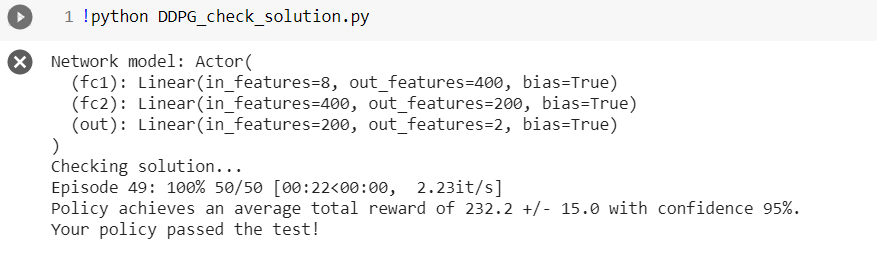 1 !python DDPG_check_solution.py
Network model: Actor(
  (fc1): Linear(in_features=8, out_features=400, bias=True)
  (fc2): Linear(in_features=400, out_features=200, bias=True)
  (out): Linear(in_features=200, out_features=2, bias=True)
)
Checking solution...
Episode 49: 100% 50/50 [00:22<00:00,  2.23it/s]
Policy achieves an average total reward of 232.2 +/- 15.0 with confidence 95%.
Your policy passed the test!